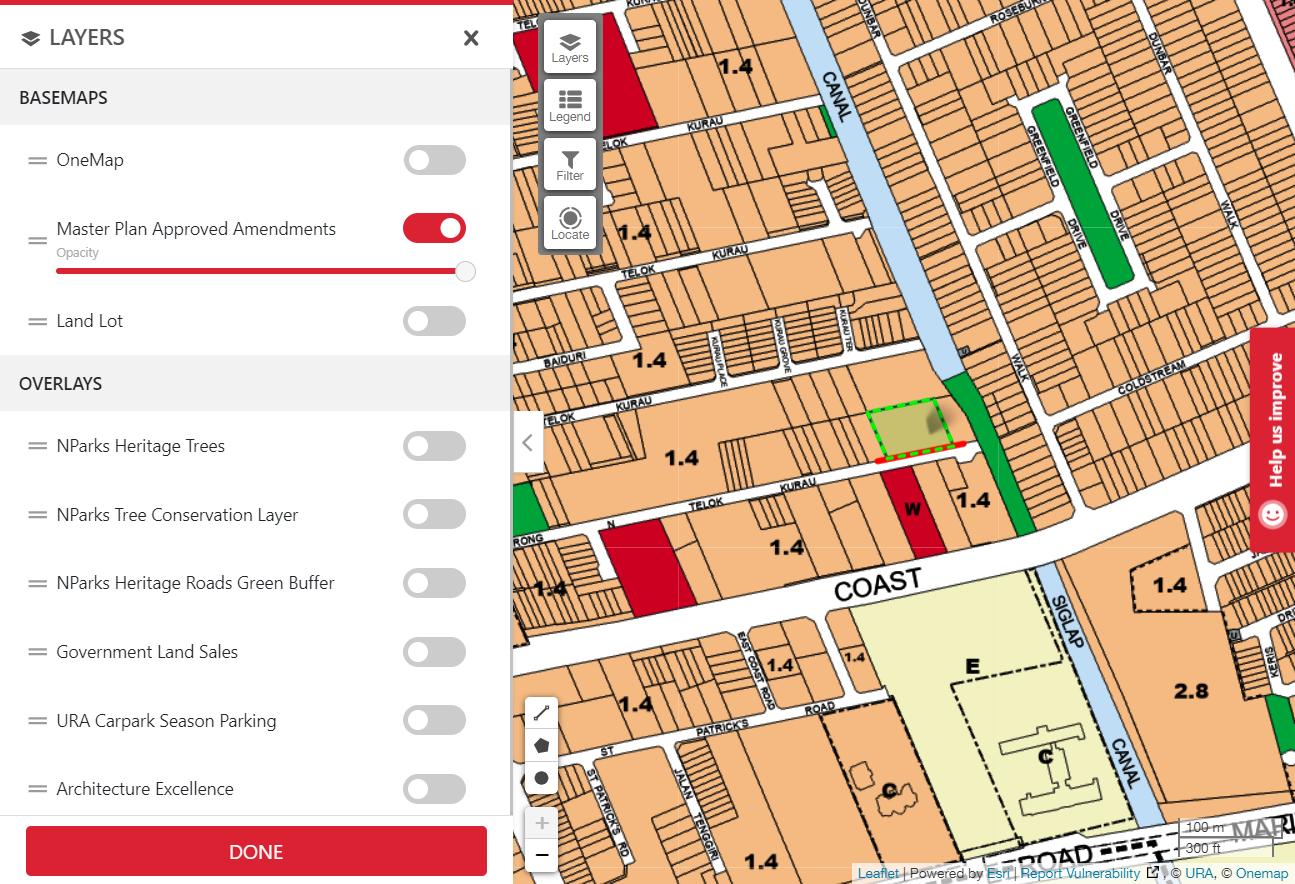 LAYERS
BASEMAPS
OneMap
Master Plan Approved Amendments
Opacity
Land Lot
OVERLAYS
NParks Heritage Trees
NParks Tree Conservation Layer
NParks Heritage Roads Green Buffer
Government Land Sales
URA Carpark Season Parking
Architecture Excellence
DONE
Layers
Legend
Filter
Locate
KURAU
1.4
CANAL
DUNBAR
DUNBAR
GREENFIELD
GREENFIELD
DRIVE
DRIVE
WALK
KURAU
1.4
TELOK
KURAU
BAIDURI
1.4
KURAU PLACE
KURAU GROVE
KURAU TER
WALK
COLDSTREAM
KURAU
1.4
TELOK
KURAU
N
W
1.4
1.4
1.4
COAST
SIGLAP
CANAL
1.4
E
2.8
C
C
EAST COAST ROAD
1.4
1.4
1.4
ST
PATRICK'S
ROAD
ST PATRICK'S RD
JALAN
TENGGIRI
1.4
ROAD
KERIS
Help us improve
100 m
300 ft
Leaflet | Powered by Esri | Report Vulnerability , © URA, © Onemap